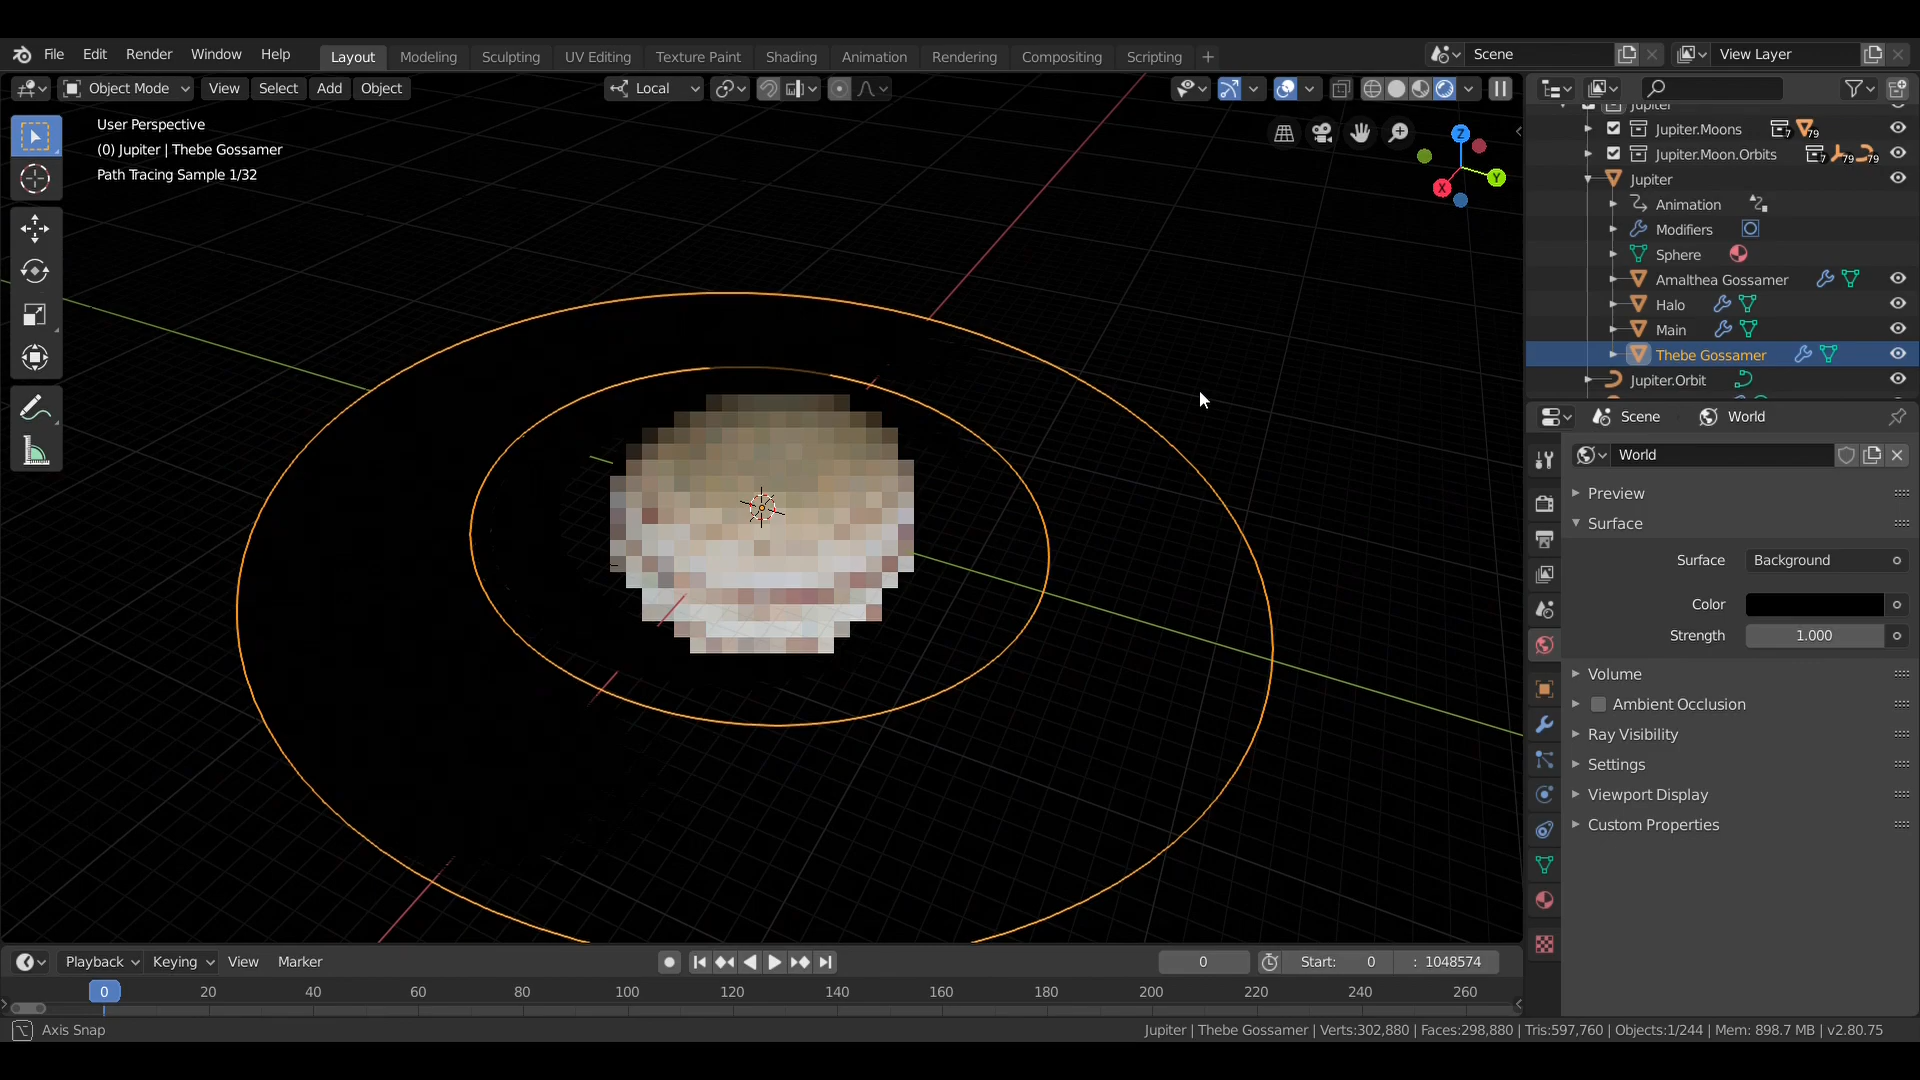 File Edit Render Window Help Layout Modeling Sculpting UV Editing Texture Paint Shading Animation Rendering Compositing Scripting Scene View Layer
Object Mode View Select Add Object Local
User Perspective
(0) Jupiter | Thebe Gossamer
Path Tracing Sample 1/32
X Y Z
Jupiter
Jupiter.Moons 7 79
Jupiter.Moon.Orbits 7 79 79
Jupiter
Animation
Modifiers
Sphere
Amalthea Gossamer
Halo
Main
Thebe Gossamer
Jupiter.Orbit
Scene World
World
Preview
Surface
Surface Background
Color
Strength 1.000
Volume
Ambient Occlusion
Ray Visibility
Settings
Viewport Display
Custom Properties
Playback Keying View Marker 0 Start: 0 : 1048574
0 20 40 60 80 100 120 140 160 180 200 220 240 260
Axis Snap Jupiter | Thebe Gossamer | Verts:302,880 | Faces:298,880 | Tris:597,760 | Objects:1/244 | Mem: 898.7 MB | v2.80.75